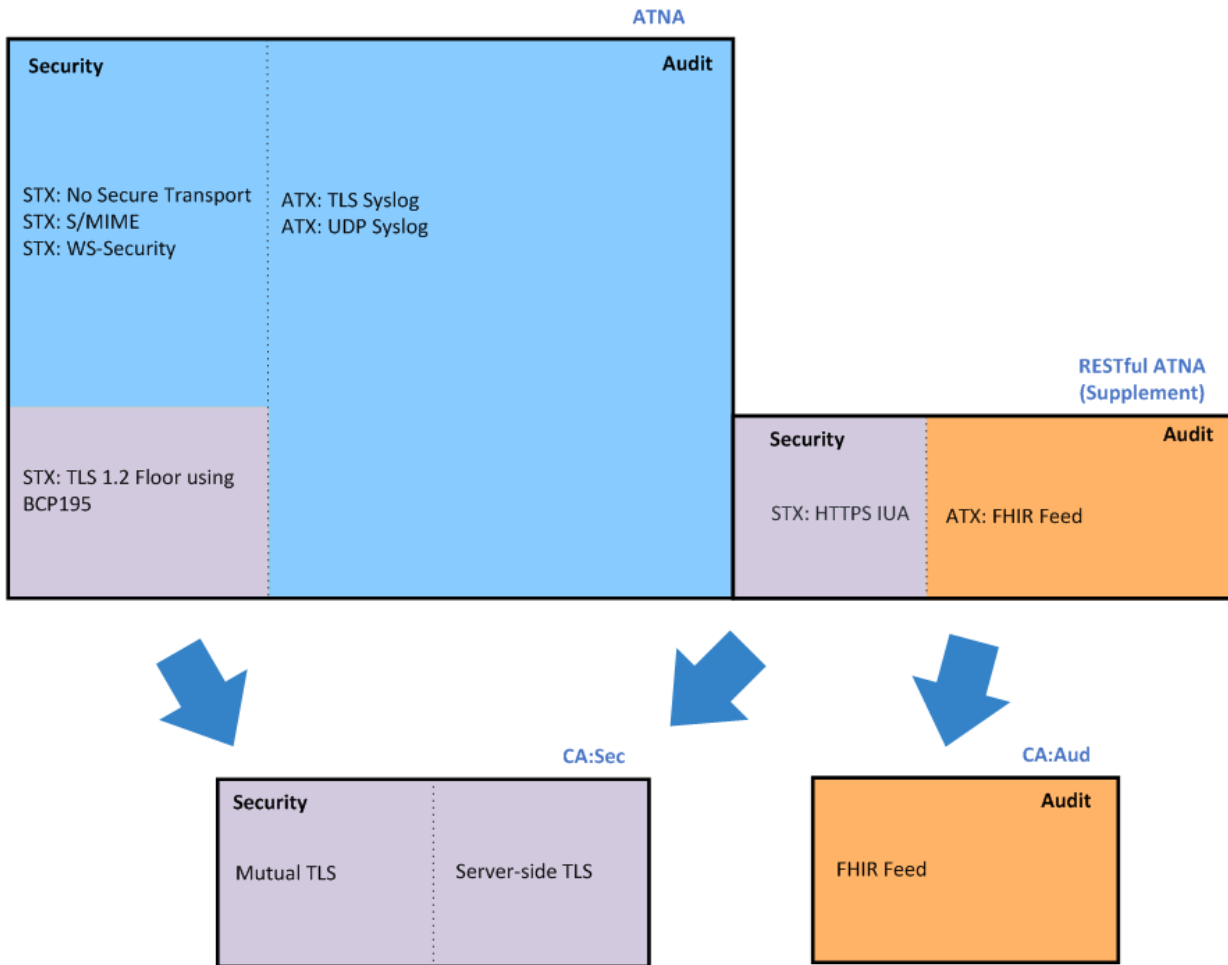 ATNA
Security
Audit
STX: No Secure Transport
STX: S/MIME
STX: WS-Security
ATX: TLS Syslog
ATX: UDP Syslog
STX: TLS 1.2 Floor using
BCP195
RESTful ATNA
(Supplement)
Security
Audit
STX: HTTPS IUA
ATX: FHIR Feed
CA:Sec
Security
Mutual TLS
Server-side TLS
CA:Aud
Audit
FHIR Feed